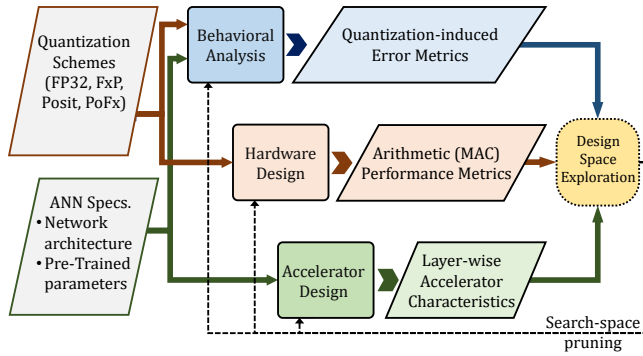 Quantization
Schemes
(FP32, FxP,
Posit, PoFx)
Behavioral
Analysis
Quantization-induced
Error Metrics
Hardware
Design
Arithmetic (MAC)
Performance Metrics
Design
Space
Exploration
ANN Specs.
• Network
architecture
• Pre-Trained
parameters
Accelerator
Design
Layer-wise
Accelerator
Characteristics
Search-space
pruning